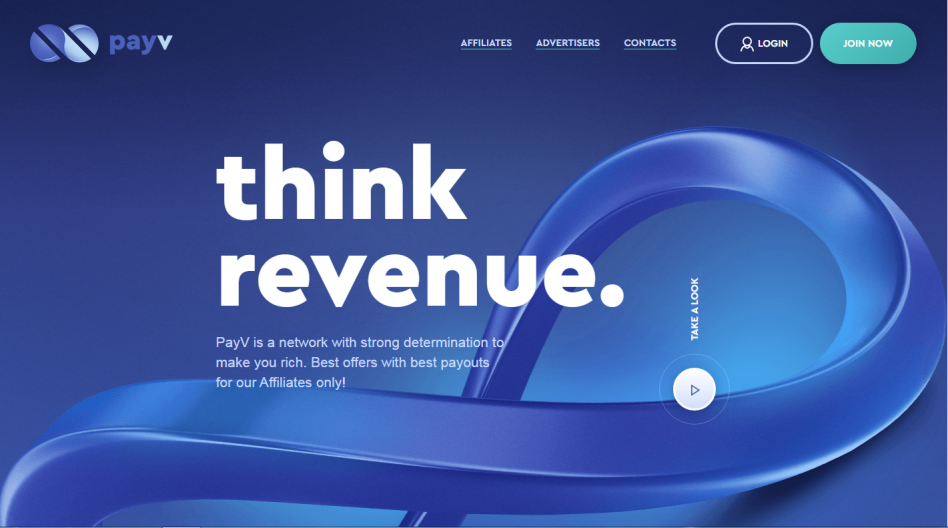 payv
AFFILIATES
ADVERTISERS
CONTACTS
LOGIN
JOIN NOW
think
revenue.
PayV is a network with strong determination to
make you rich. Best offers with best payouts
for our Affiliates only!
TAKE A LOOK